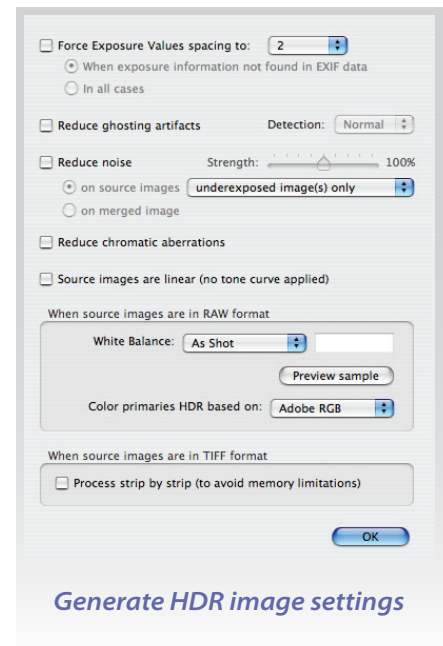 Force Exposure Values spacing to: 2
When exposure information not found in EXIF data
In all cases
Reduce ghosting artifacts Detection: Normal
Reduce noise Strength: 100%
on source images underexposed image(s) only
on merged image
Reduce chromatic aberrations
Source images are linear (no tone curve applied)
When source images are in RAW format
White Balance: As Shot
Preview sample
Color primaries HDR based on: Adobe RGB
When source images are in TIFF format
Process strip by strip (to avoid memory limitations)
OK
Generate HDR image settings